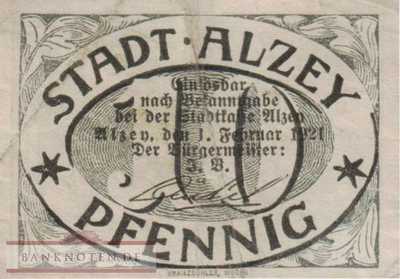 STADT·ALZEY
Einlösbar
nach Bekanntgabe
bei der Stadtkasse Alzey
Alzey, den 1. Februar 1921
Der Bürgermeister:
J. V.
10
PFENNIG
BANKNOTEN.DE